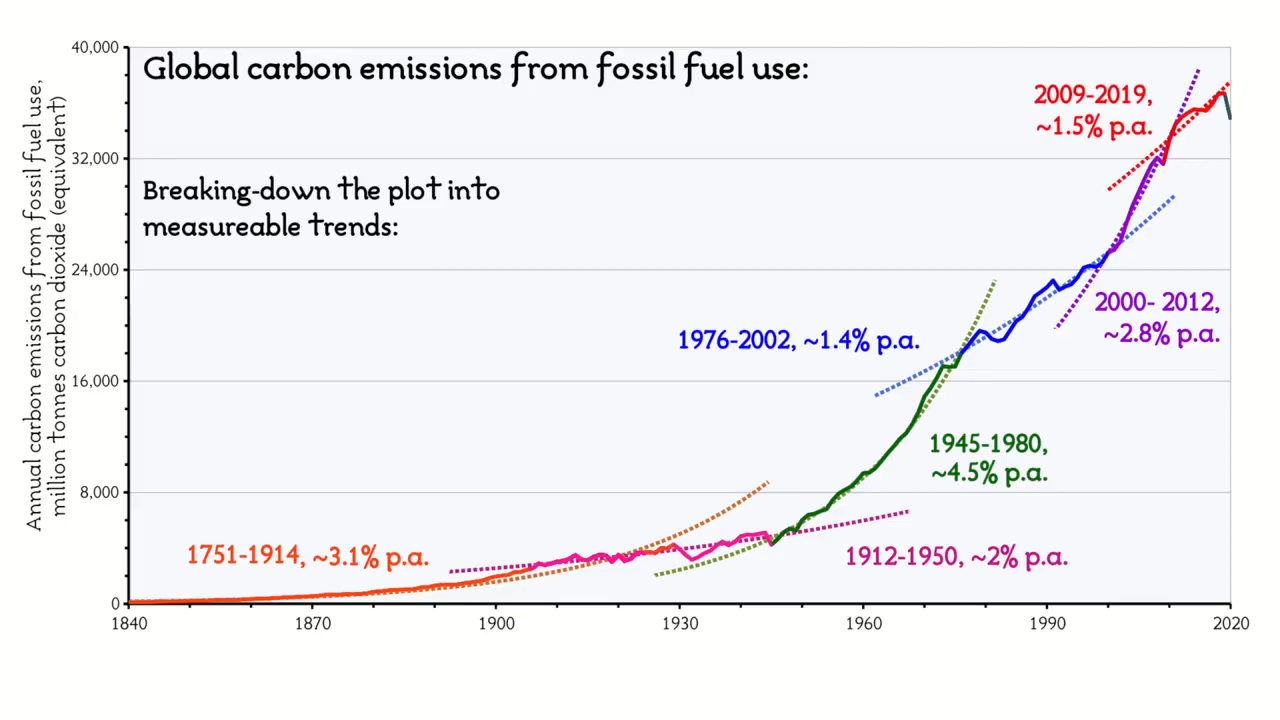 Global carbon emissions from fossil fuel use:
Breaking-down the plot into
measureable trends:
Annual carbon emissions from fossil fuel use,
million tonnes carbon dioxide (equivalent)
40,000
32,000
24,000
16,000
8,000
0
2009-2019,
~1.5% p.a.
2000- 2012,
~2.8% p.a.
1976-2002, ~1.4% p.a.
1945-1980,
~4.5% p.a.
1751-1914, ~3.1% p.a.
1912-1950, ~2% p.a.
1840
1870
1900
1930
1960
1990
2020